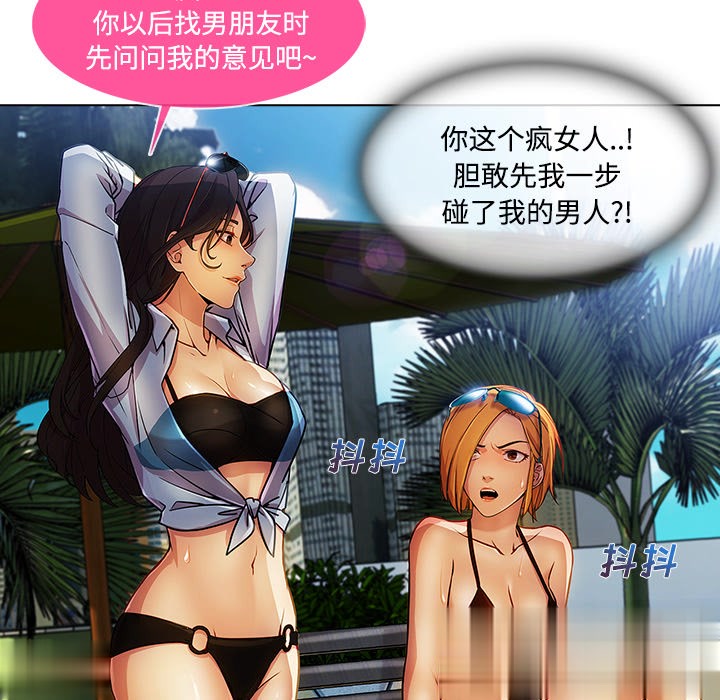 你以后找男朋友时
先问问我的意见吧~
你这个疯女人..!
胆敢先我一步
碰了我的男人?!
抖抖
抖抖